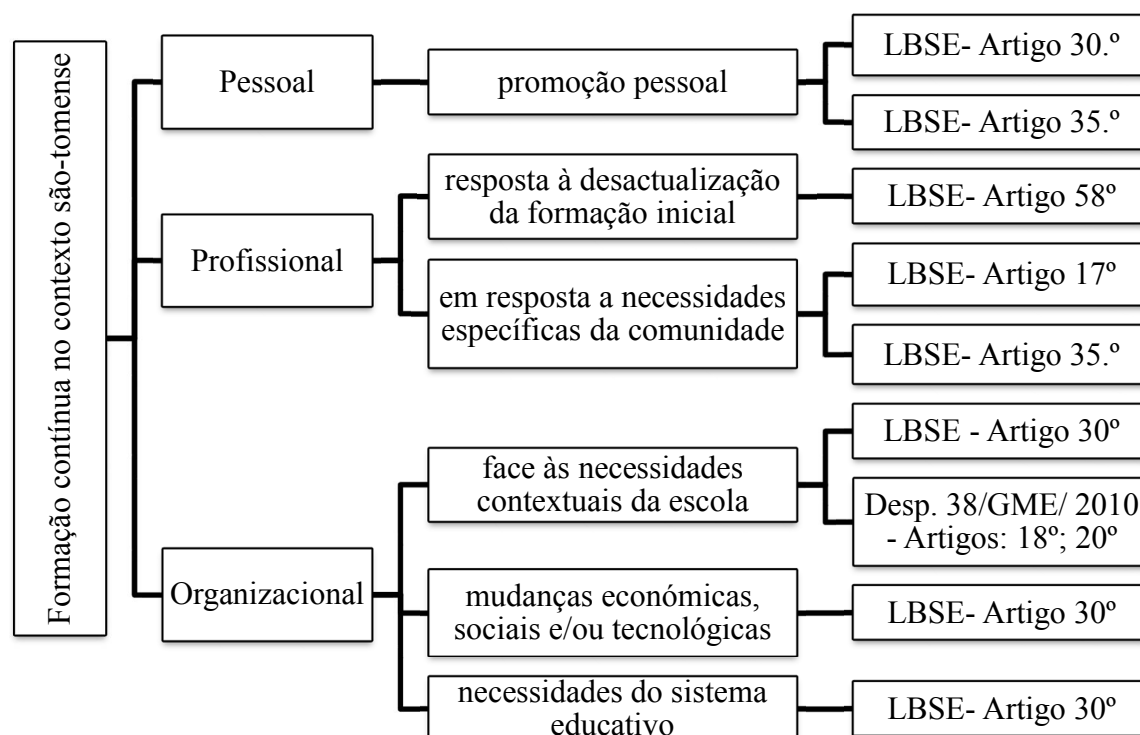 Formação contínua no contexto são-tomense
Pessoal
promoção pessoal
LBSE- Artigo 30.º
LBSE- Artigo 35.º
Profissional
resposta à desactualização
da formação inicial
LBSE- Artigo 58º
em resposta a necessidades
específicas da comunidade
LBSE- Artigo 17º
LBSE- Artigo 35.º
Organizacional
face às necessidades
contextuais da escola
LBSE - Artigo 30º
Desp. 38/GME/ 2010
- Artigos: 18º; 20º
mudanças económicas,
sociais e/ou tecnológicas
LBSE- Artigo 30º
necessidades do sistema
educativo
LBSE- Artigo 30º